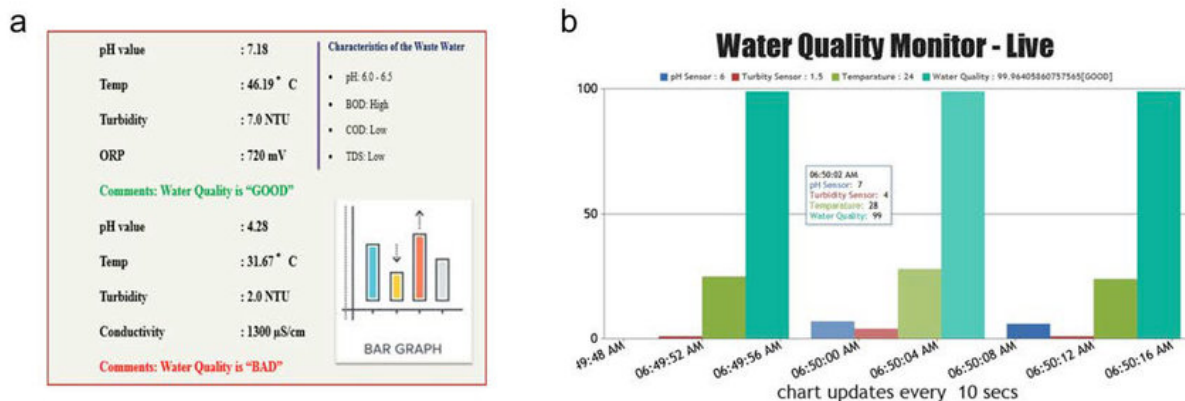 a
pH value : 7.18
Temp : 46.19° C
Turbidity : 7.0 NTU
ORP : 720 mV
Comments: Water Quality is “GOOD”
pH value : 4.28
Temp : 31.67° C
Turbidity : 2.0 NTU
Conductivity : 1300 µS/cm
Comments: Water Quality is “BAD”
Characteristics of the Waste Water
• pH: 6.0 - 6.5
• BOD: High
• COD: Low
• TDS: Low
BAR GRAPH
b
Water Quality Monitor - Live
pH Sensor : 6 Turbity Sensor : 1.5 Temparature : 24 Water Quality : 99.96405860757565[GOOD]
100
50
0
06:50:02 AM
pH Sensor: 7
Turbidity Sensor: 4
Temparature: 28
Water Quality: 99
49:48 AM 06:49:52 AM 06:49:56 AM 06:50:00 AM 06:50:04 AM 06:50:08 AM 06:50:12 AM 06:50:16 AM
chart updates every 10 secs